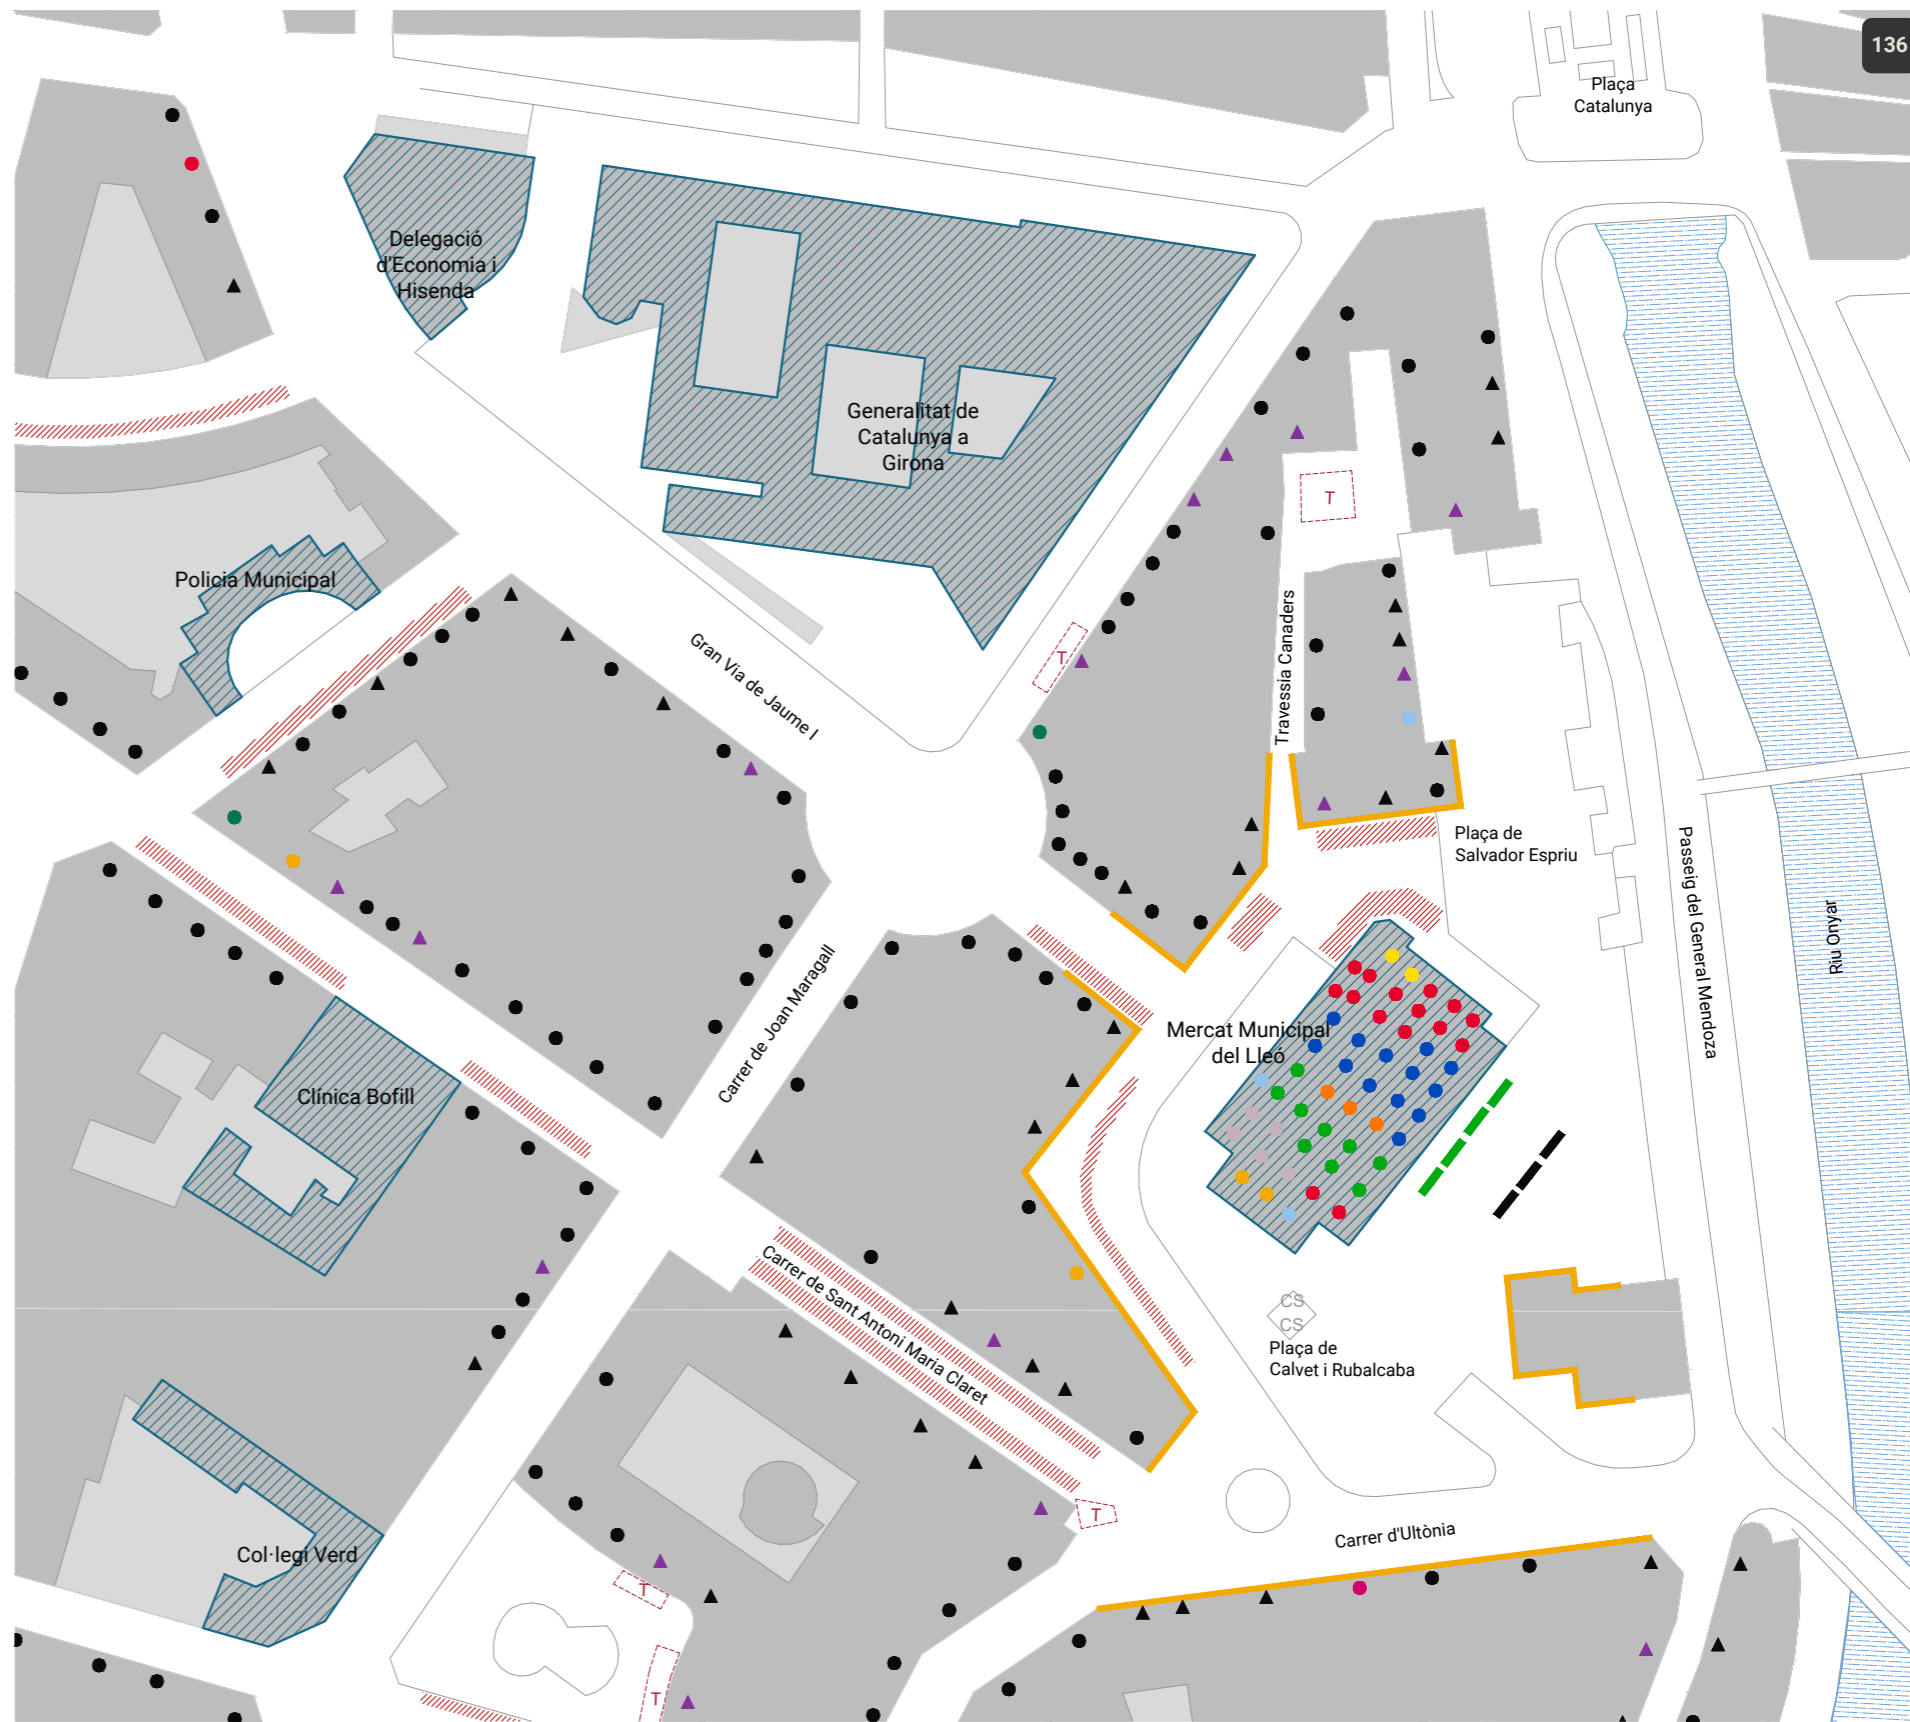 136
Plaça
Catalunya
Delegació
d'Economia i
Hisenda
Generalitat de
Catalunya a
Girona
T
Policia Municipal
Travessia Canaders
Gran Via de Jaume I
T
Plaça de
Salvador Espriu
Passeig del General Mendoza
Riu Onyar
Carrer de Joan Maragall
Mercat Municipal
del Lleó
Clínica Bofill
Carrer de Sant Antoni Maria Claret
CS
CS
Plaça de
Calvet i Rubalcaba
T
Carrer d'Ultònia
Col·legi Verd
T
T